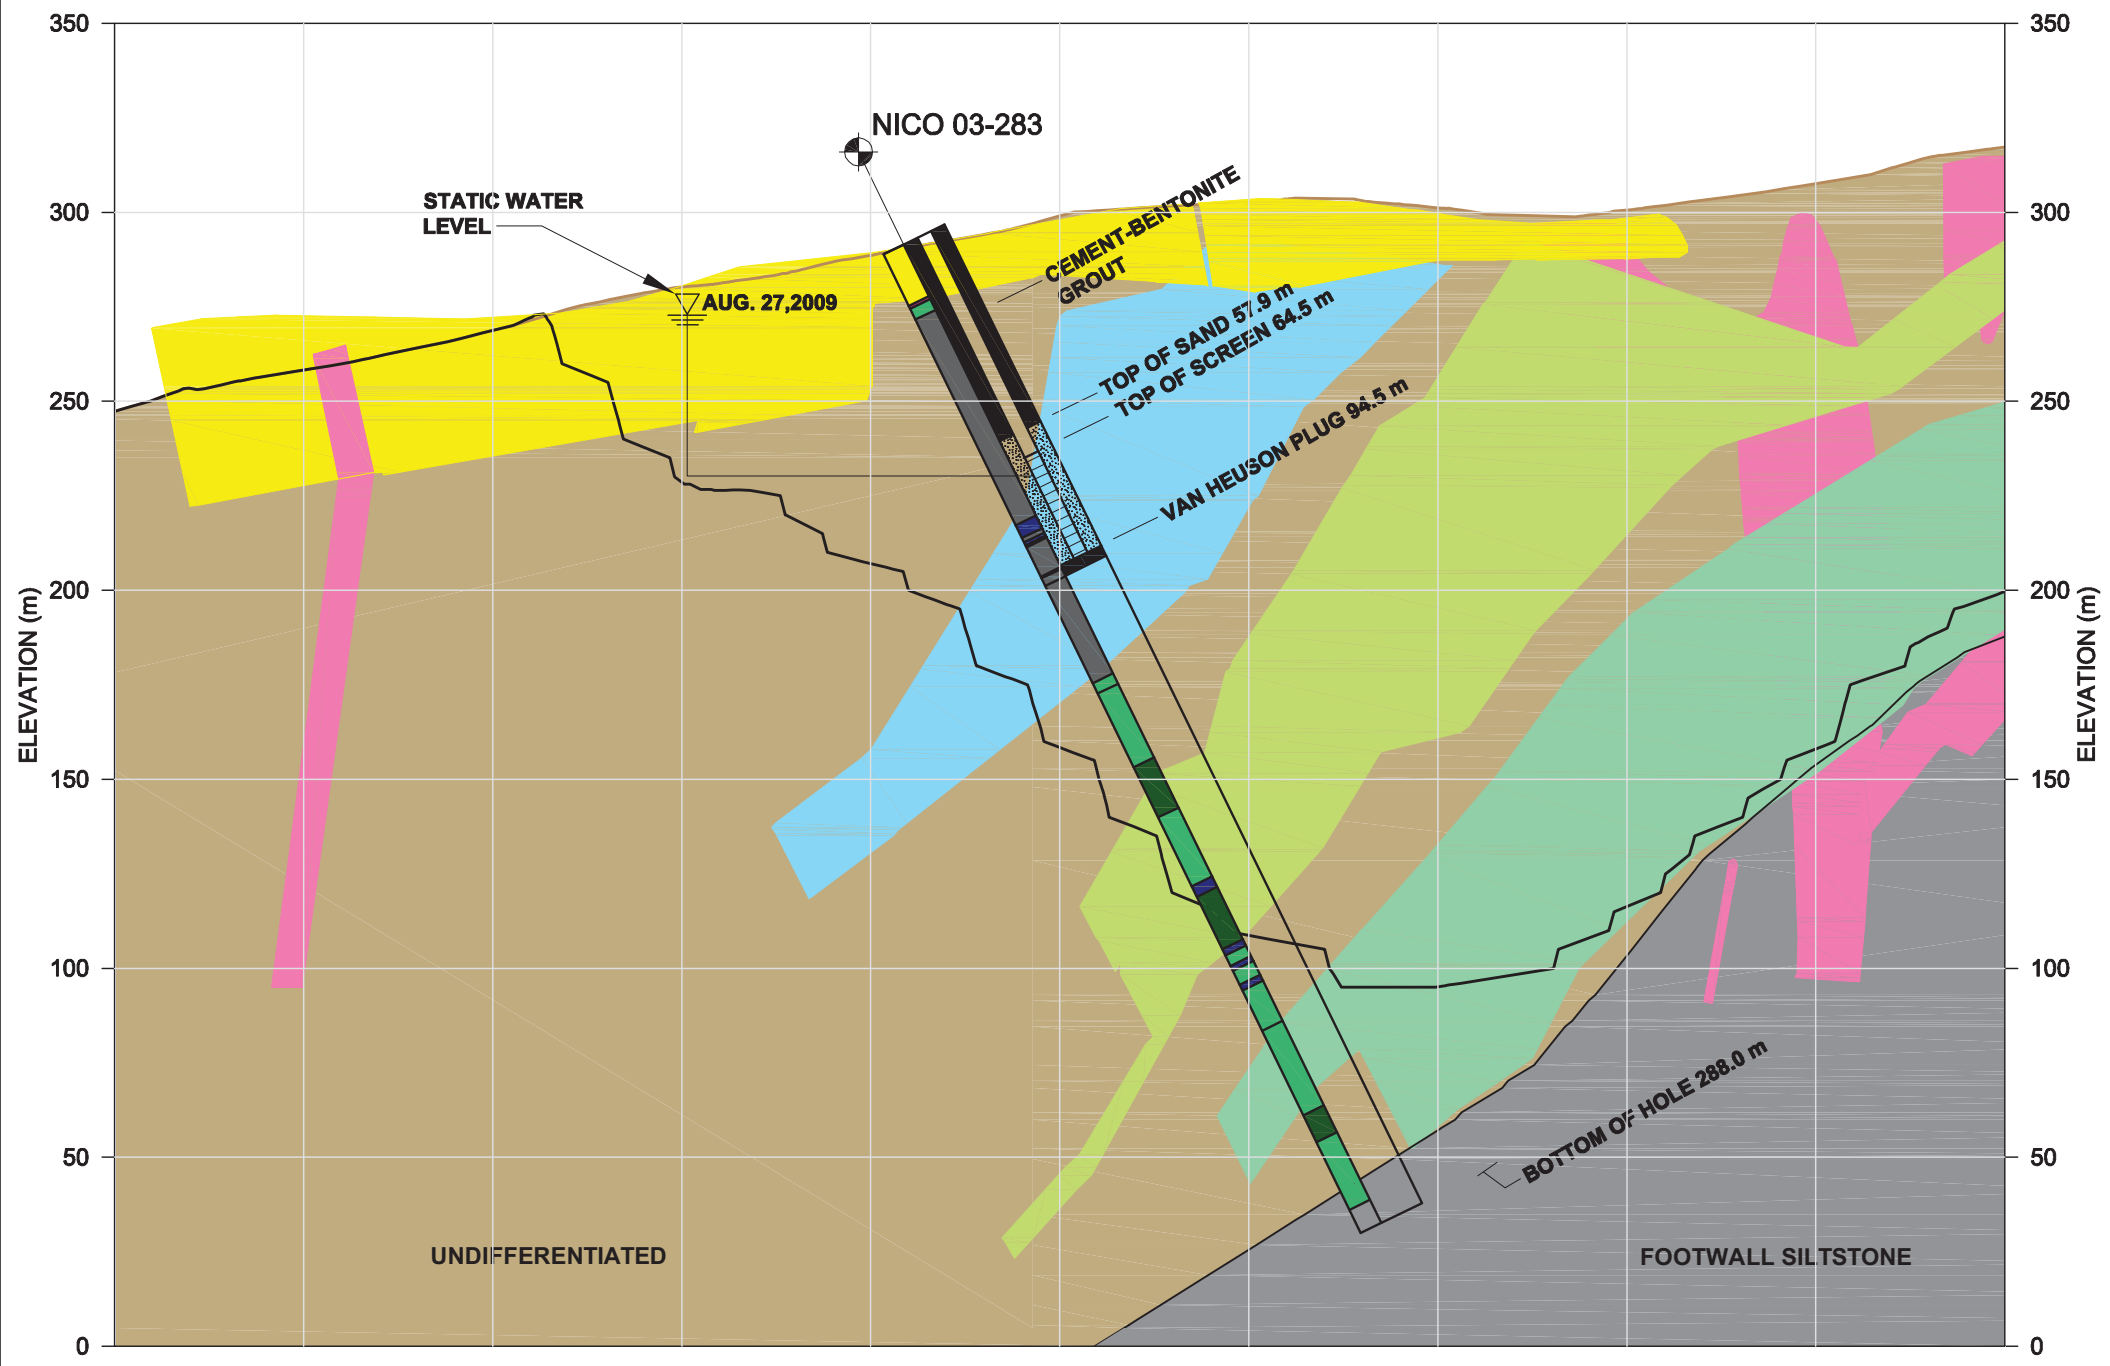 350
350
NICO 03-283
STATIC WATER
LEVEL
300
300
CEMENT-BENTONITE
GROUT
AUG. 27,2009
TOP OF SAND 57.9 m
TOP OF SCREEN 64.5 m
250
250
VAN HEUSON PLUG 94.5 m
200
200
ELEVATION (m)
ELEVATION (m)
150
150
100
100
BOTTOM OF HOLE 288.0 m
50
50
UNDIFFERENTIATED
FOOTWALL SILTSTONE
0
0